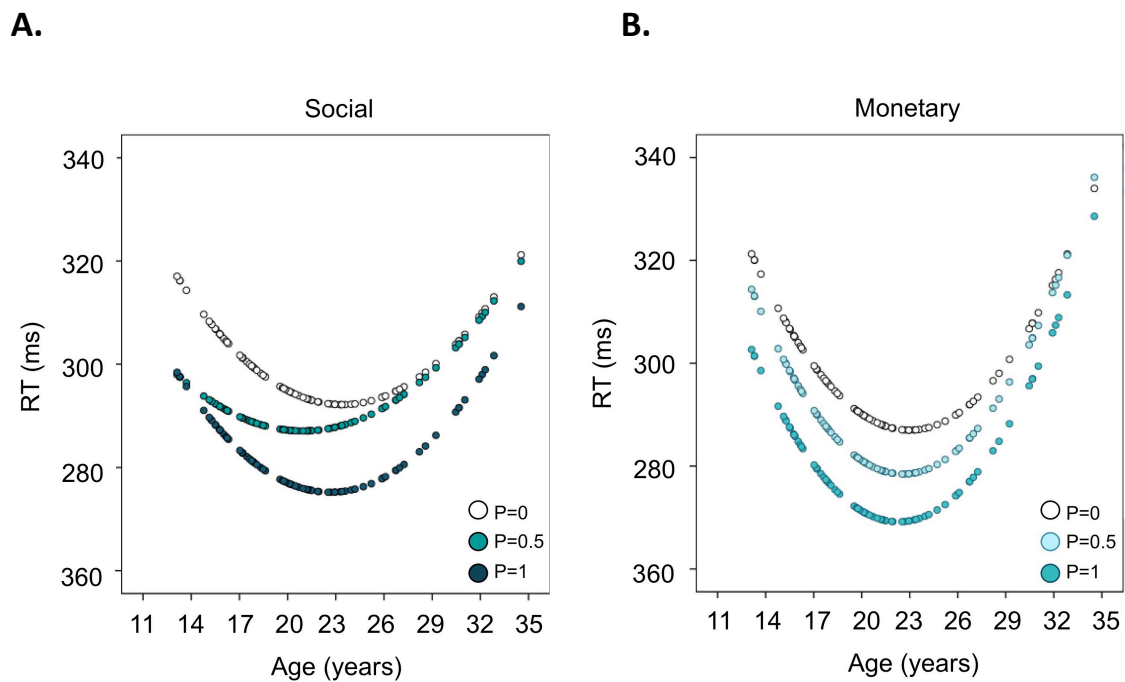 A.
B.
Social
Monetary
340
320
300
280
360
RT (ms)
11 14 17 20 23 26 29 32 35
Age (years)
P=0
P=0.5
P=1
340
320
300
280
360
RT (ms)
11 14 17 20 23 26 29 32 35
Age (years)
P=0
P=0.5
P=1